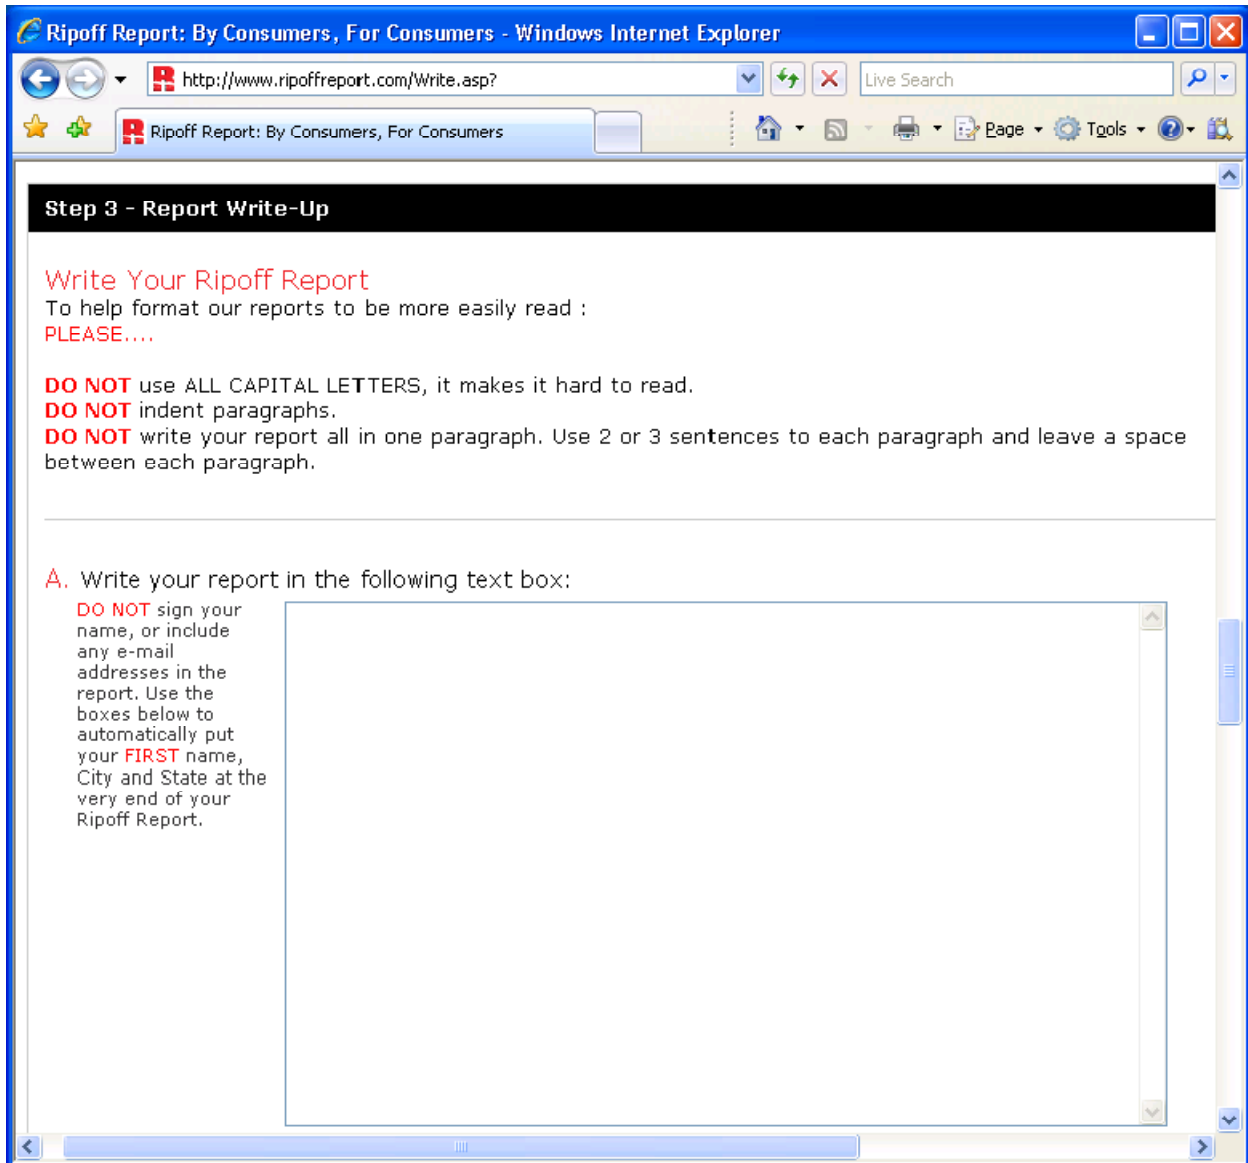 Ripoff Report: By Consumers, For Consumers - Windows Internet Explorer
http://www.ripoffreport.com/Write.asp?
Live Search
Ripoff Report: By Consumers, For Consumers
Page
Tools
Step 3 - Report Write-Up
Write Your Ripoff Report
To help format our reports to be more easily read :
PLEASE....
DO NOT use ALL CAPITAL LETTERS, it makes it hard to read.
DO NOT indent paragraphs.
DO NOT write your report all in one paragraph. Use 2 or 3 sentences to each paragraph and leave a space
between each paragraph.
A. Write your report in the following text box:
DO NOT sign your
name, or include
any e-mail
addresses in the
report. Use the
boxes below to
automatically put
your FIRST name,
City and State at the
very end of your
Ripoff Report.